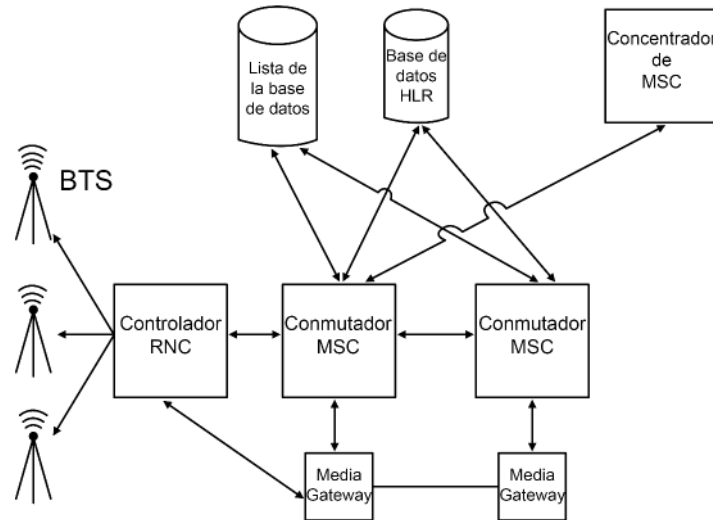 Lista de
la base
de datos
Base de
datos
HLR
Concentrador
de
MSC
BTS
Controlador
RNC
Conmutador
MSC
Conmutador
MSC
Media
Gateway
Media
Gateway